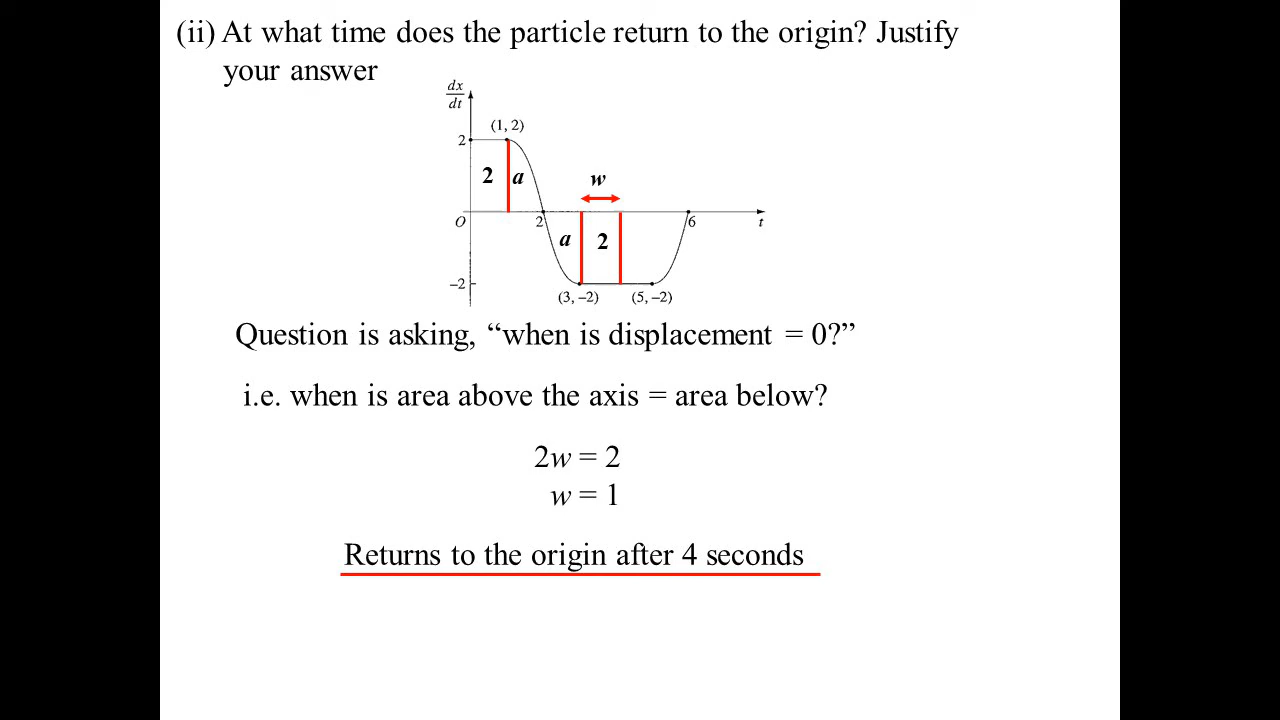 (ii) At what time does the particle return to the origin? Justify
your answer
dx
dt
(1, 2)
2
2 a w
O 2 6 t
a 2
–2
(3, –2) (5, –2)
Question is asking, “when is displacement = 0?”
i.e. when is area above the axis = area below?
2w = 2
w = 1
Returns to the origin after 4 seconds